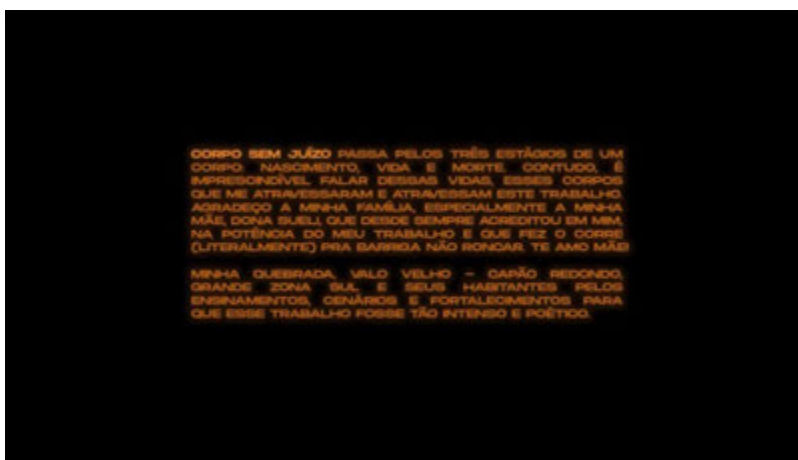 CORPO SEM JUÍZO PASSA PELOS TRÊS ESTÁGIOS DE UM
CORPO: NASCIMENTO, VIDA E MORTE. CONTUDO, É
IMPRESCINDÍVEL FALAR DESSAS VIDAS, ESSES CORPOS
QUE ME ATRAVESSARAM E ATRAVESSAM ESTE TRABALHO.
AGRADEÇO A MINHA FAMÍLIA, ESPECIALMENTE A MINHA
MÃE, DONA SUELI, QUE DESDE SEMPRE ACREDITOU EM MIM,
NA POTÊNCIA DO MEU TRABALHO E QUE FEZ O CORRE
(LITERALMENTE) PRA BARRIGA NÃO RONCAR. TE AMO MÃE!
MINHA QUEBRADA, VALO VELHO – CAPÃO REDONDO,
GRANDE ZONA SUL, E SEUS HABITANTES PELOS
ENSINAMENTOS, CENÁRIOS E FORTALECIMENTOS PARA
QUE ESSE TRABALHO FOSSE TÃO INTENSO E POÉTICO.